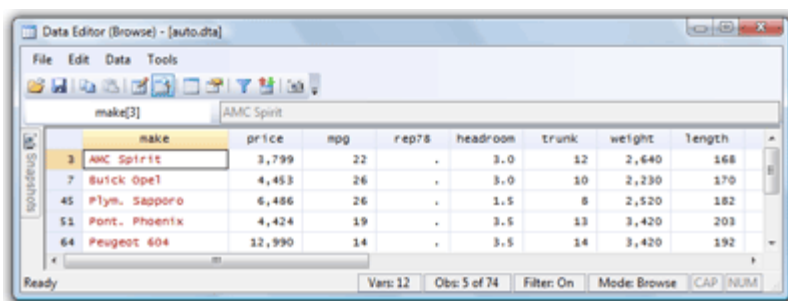 Data Editor (Browse) - [auto.dta]
File Edit Data Tools
make[3] AMC Spirit
Snapshots
make price mpg rep78 headroom trunk weight length
3 AMC Spirit 3,799 22 . 3.0 12 2,640 168
7 Buick Opel 4,453 26 . 3.0 10 2,230 170
45 Plym. Sapporo 6,486 26 . 1.5 8 2,520 182
51 Pont. Phoenix 4,424 19 . 3.5 13 3,420 203
64 Peugeot 604 12,990 14 . 3.5 14 3,420 192
Ready Vars: 12 Obs: 5 of 74 Filter: On Mode: Browse CAP NUM